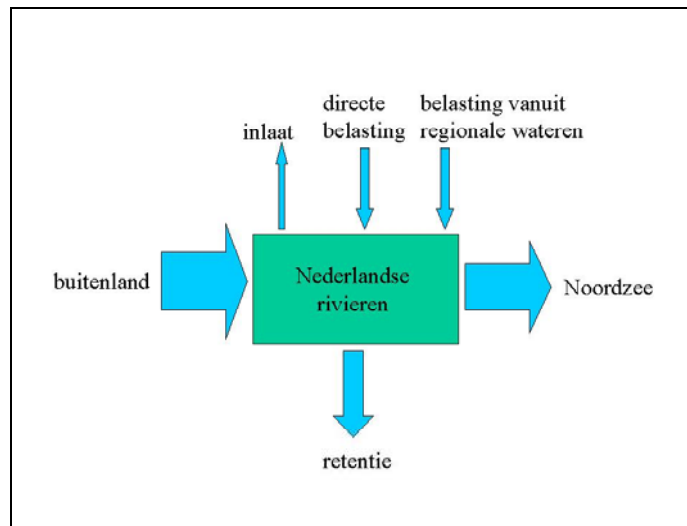 inlaat
directe
belasting
belasting vanuit
regionale wateren
buitenland
Nederlandse
rivieren
Noordzee
retentie